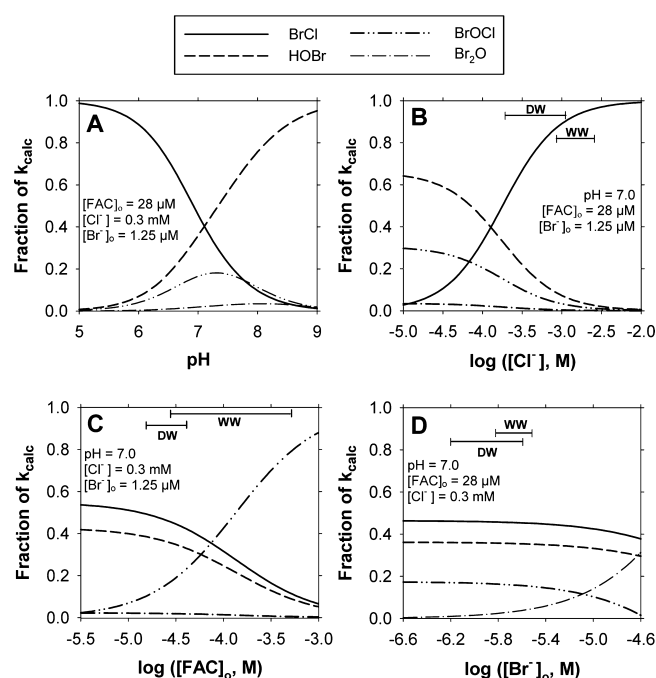 BrCl BrOCl
HOBr Br₂O
A
Fraction of k_calc
1.0
0.8
0.6
0.4
0.2
0.0
[FAC]ₒ = 28 µM
[Cl⁻] = 0.3 mM
[Br⁻]ₒ = 1.25 µM
5 6 7 8 9
pH
B
Fraction of k_calc
1.0
0.8
0.6
0.4
0.2
0.0
DW
WW
pH = 7.0
[FAC]ₒ = 28 µM
[Br⁻]ₒ = 1.25 µM
-5.0 -4.5 -4.0 -3.5 -3.0 -2.5 -2.0
log ([Cl⁻], M)
C
Fraction of k_calc
1.0
0.8
0.6
0.4
0.2
0.0
WW
DW
pH = 7.0
[Cl⁻] = 0.3 mM
[Br⁻]ₒ = 1.25 µM
-5.5 -5.0 -4.5 -4.0 -3.5 -3.0
log ([FAC]ₒ, M)
D
Fraction of k_calc
1.0
0.8
0.6
0.4
0.2
0.0
WW
DW
pH = 7.0
[FAC]ₒ = 28 µM
[Cl⁻] = 0.3 mM
-6.6 -6.2 -5.8 -5.4 -5.0 -4.6
log ([Br⁻]ₒ, M)